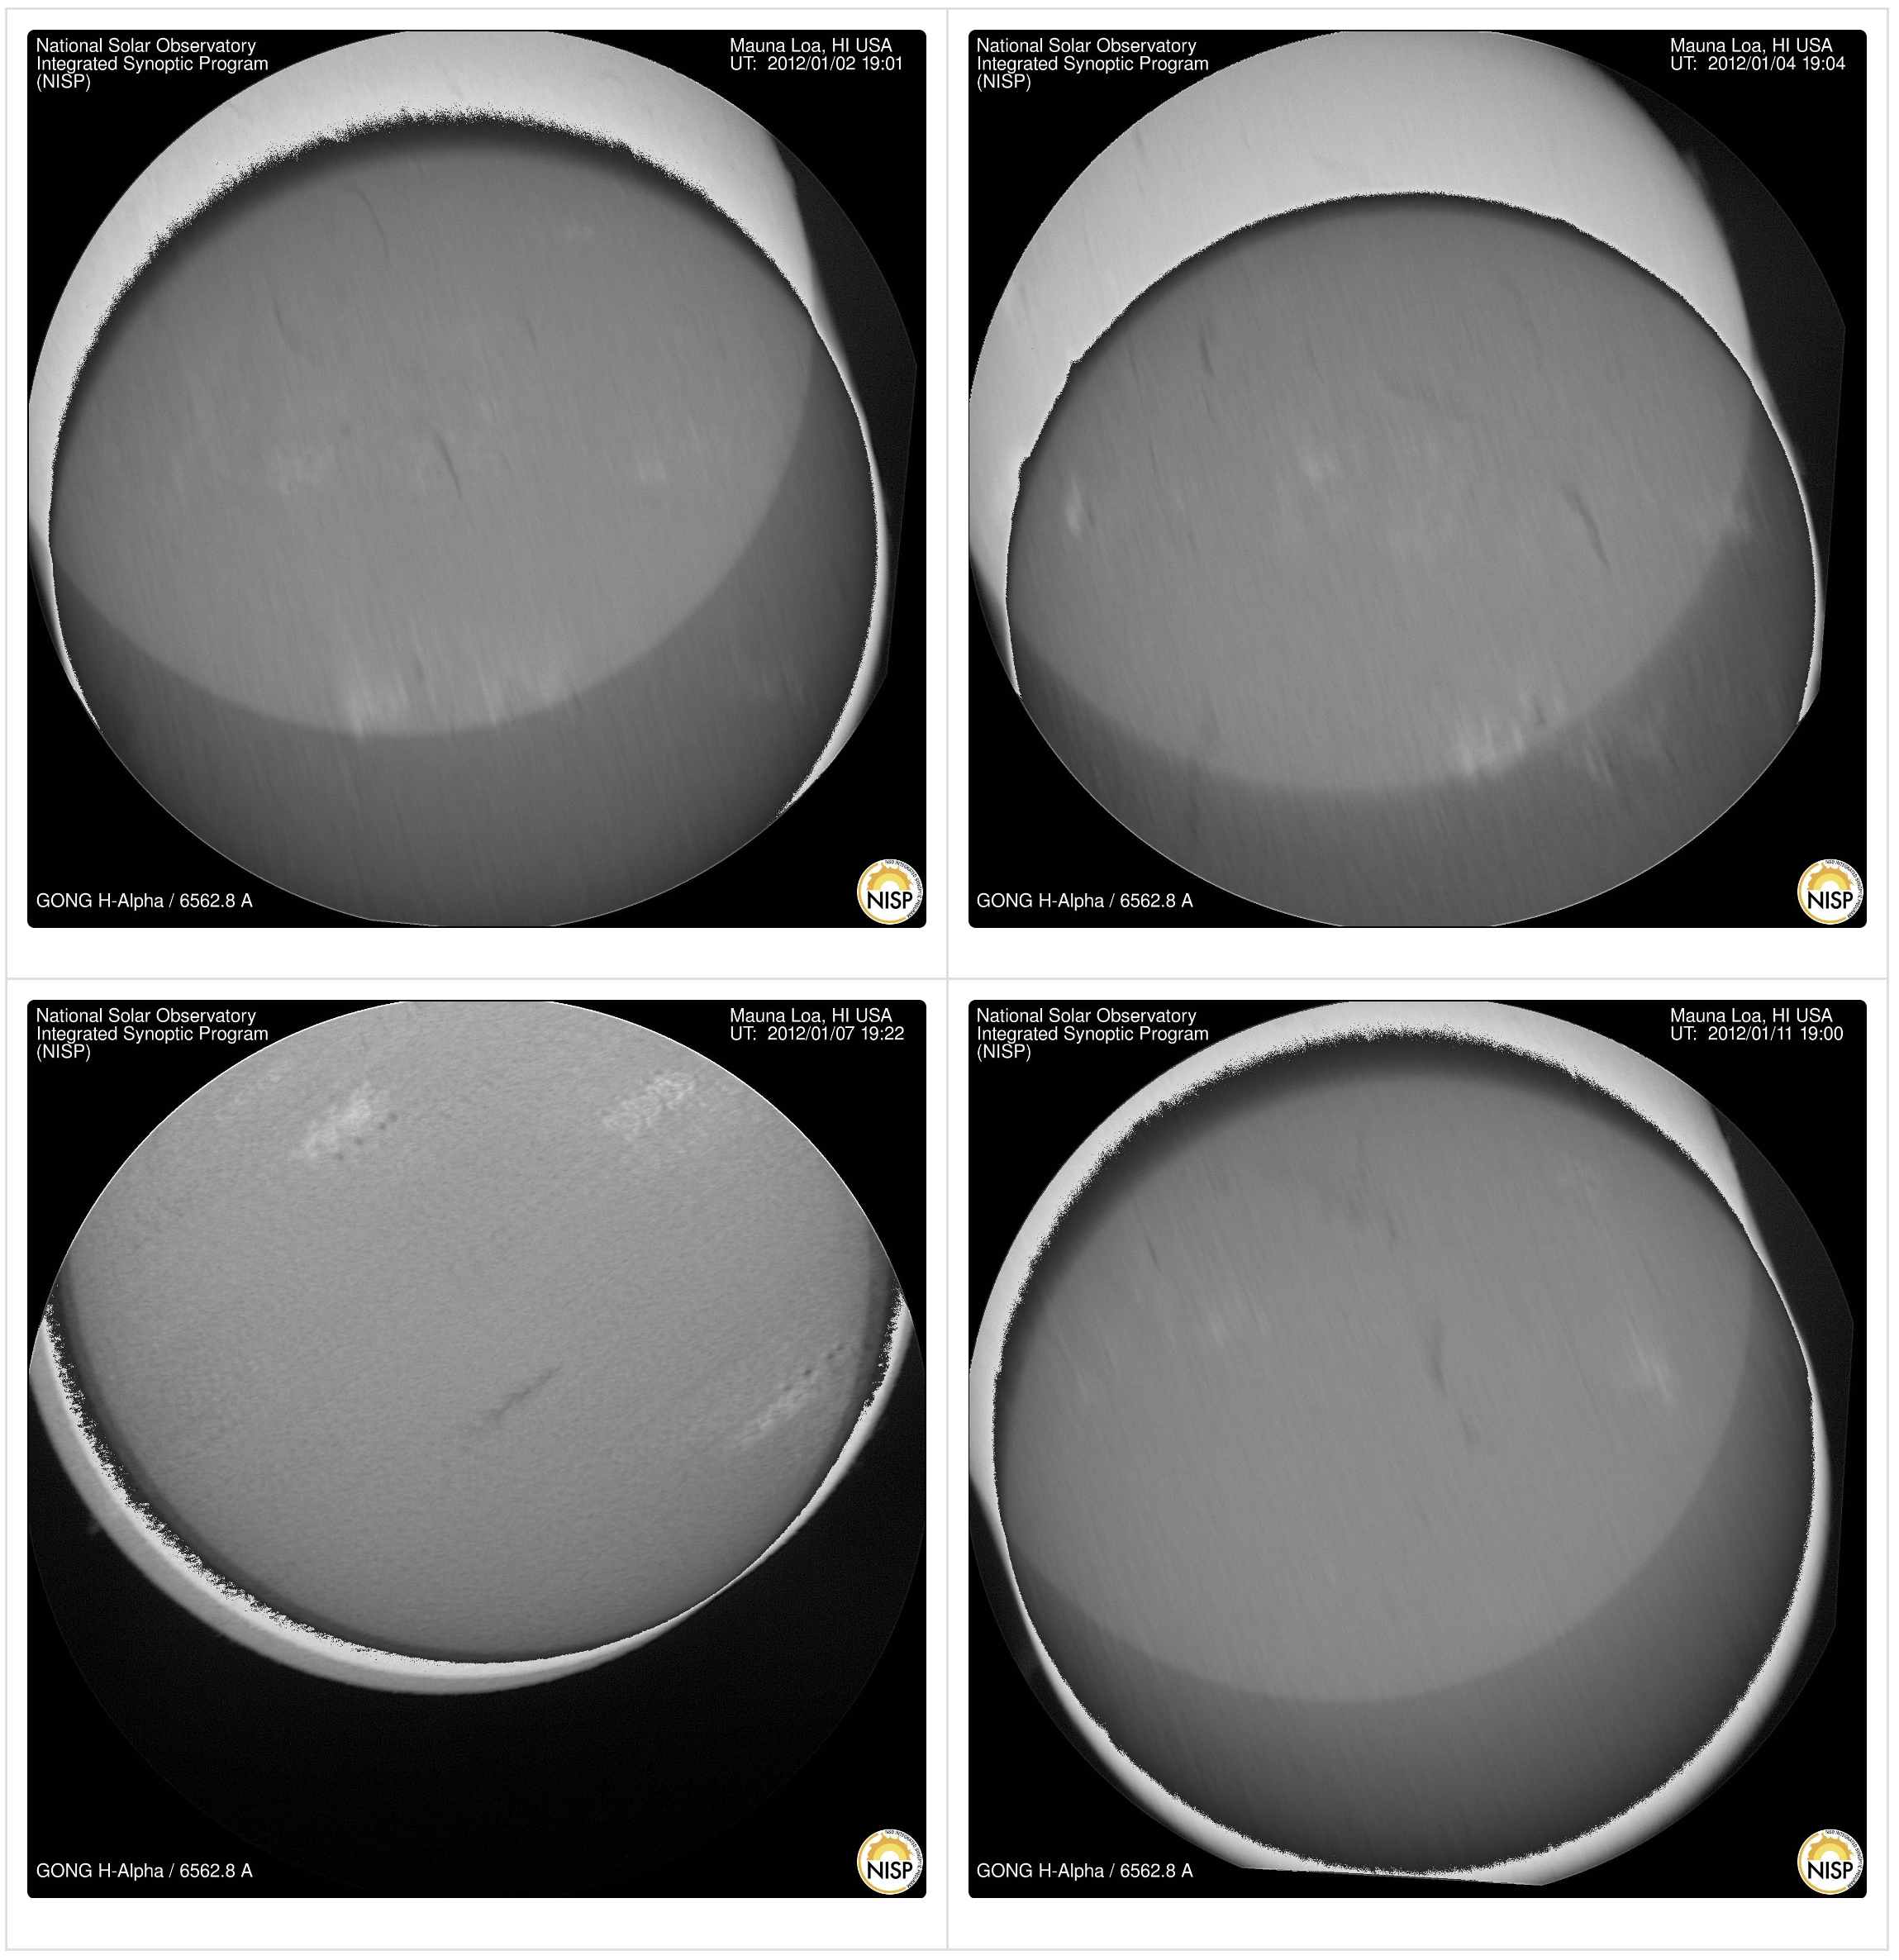 National Solar Observatory
Integrated Synoptic Program
(NISP)
Mauna Loa, HI USA
UT: 2012/01/02 19:01
GONG H-Alpha / 6562.8 A
NISP
National Solar Observatory
Integrated Synoptic Program
(NISP)
Mauna Loa, HI USA
UT: 2012/01/04 19:04
GONG H-Alpha / 6562.8 A
NISP
National Solar Observatory
Integrated Synoptic Program
(NISP)
Mauna Loa, HI USA
UT: 2012/01/07 19:22
GONG H-Alpha / 6562.8 A
NISP
National Solar Observatory
Integrated Synoptic Program
(NISP)
Mauna Loa, HI USA
UT: 2012/01/11 19:00
GONG H-Alpha / 6562.8 A
NISP